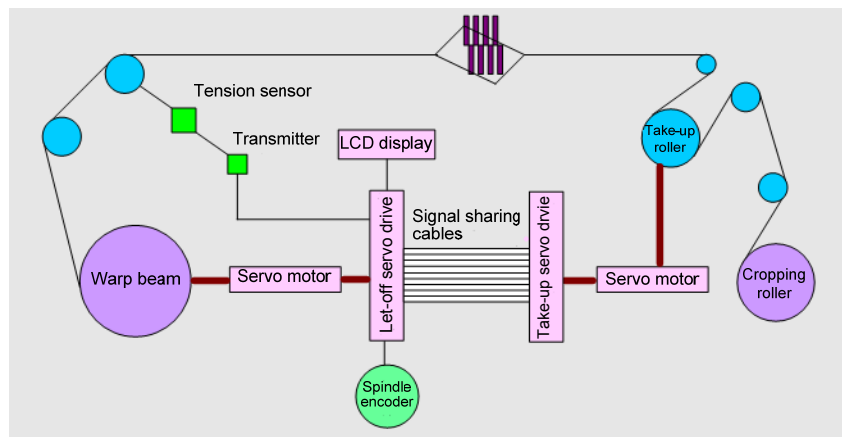 Tension sensor
Transmitter
LCD display
Take-up
roller
Signal sharing
cables
Let-off servo drive
Take-up servo drvie
Warp beam
Servo motor
Servo motor
Cropping
roller
Spindle
encoder